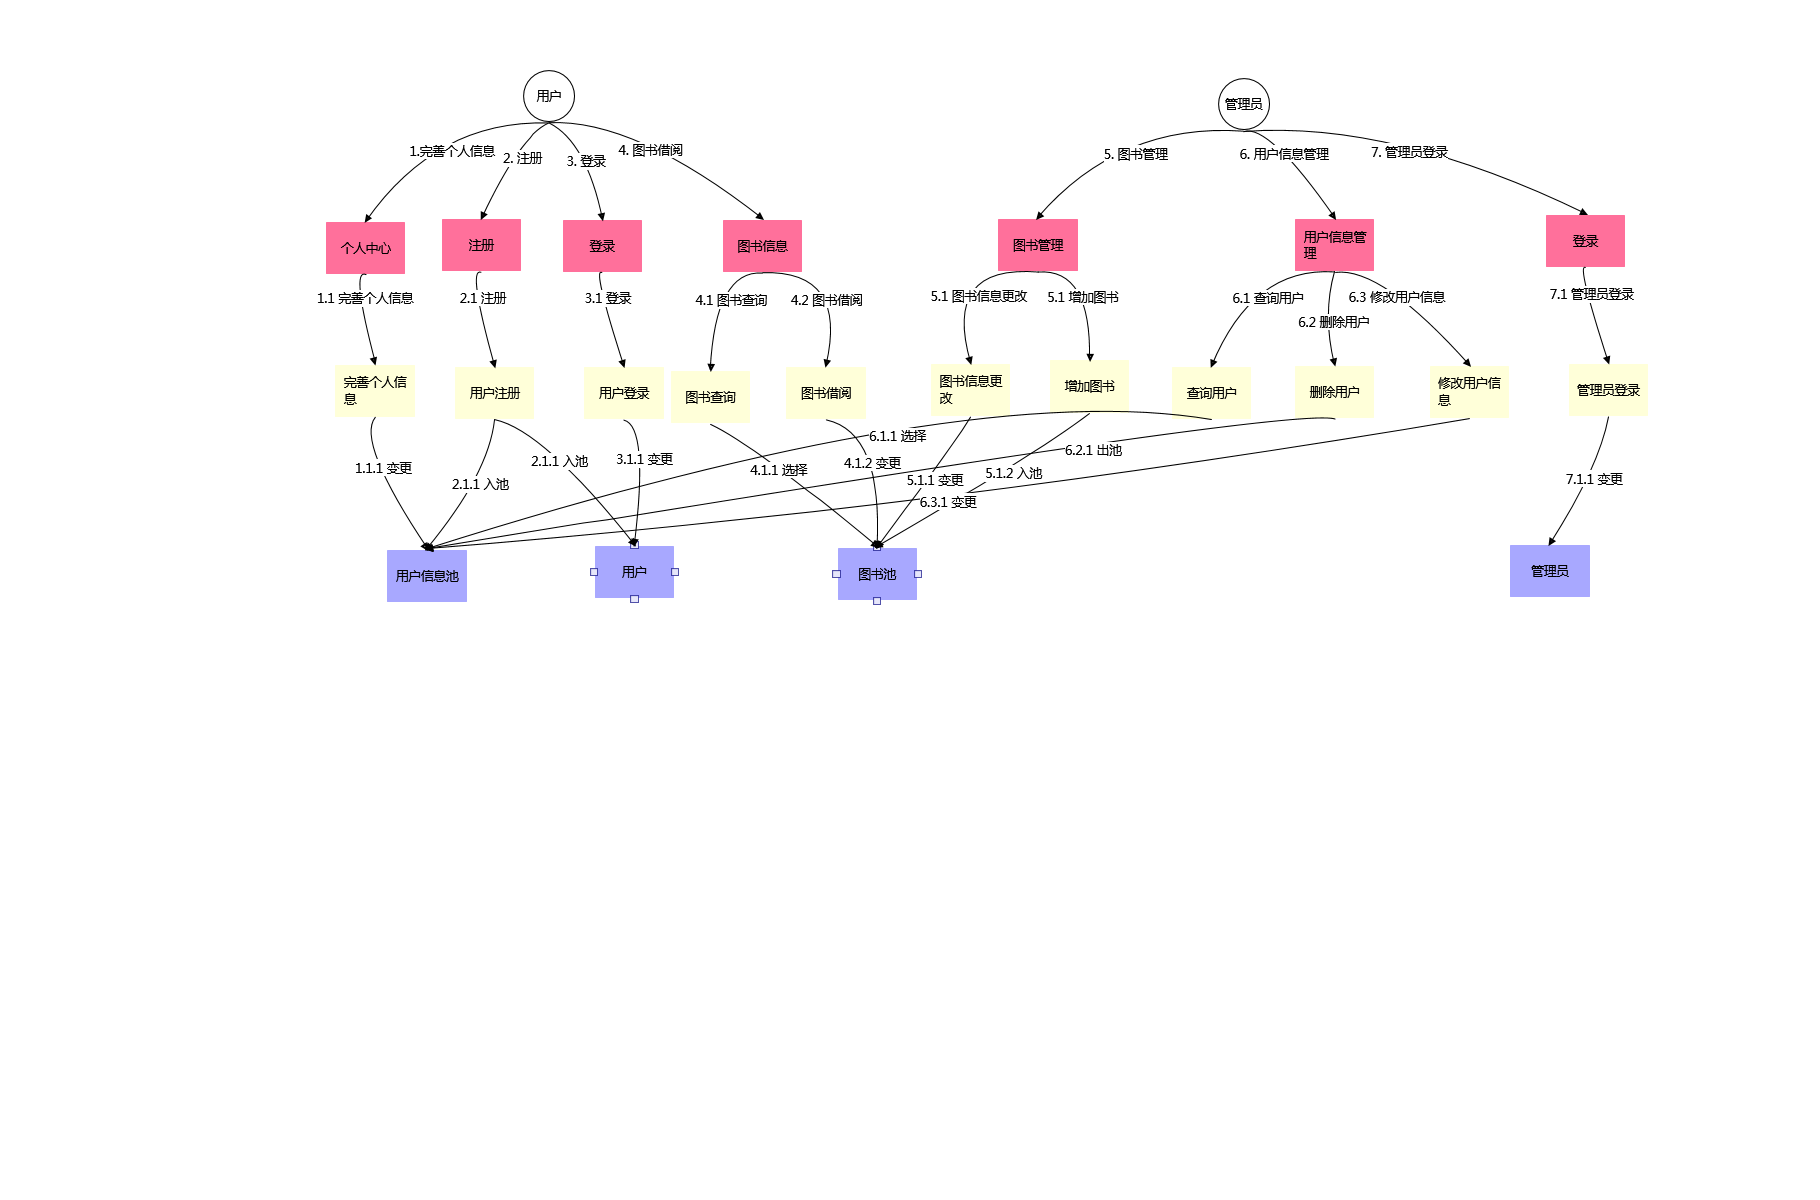 用户
管理员
1.完善个人信息
2. 注册
3. 登录
4. 图书借阅
5. 图书管理
6. 用户信息管理
7. 管理员登录
个人中心
注册
登录
图书信息
图书管理
用户信息管
理
登录
1.1 完善个人信息
2.1 注册
3.1 登录
4.1 图书查询
4.2 图书借阅
5.1 图书信息更改
5.1 增加图书
6.1 查询用户
6.2 删除用户
6.3 修改用户信息
7.1 管理员登录
完善个人信
息
用户注册
用户登录
图书查询
图书借阅
图书信息更
改
增加图书
查询用户
删除用户
修改用户信
息
管理员登录
1.1.1 变更
2.1.1 入池
2.1.1 入池
3.1.1 变更
4.1.1 选择
4.1.2 变更
6.1.1 选择
5.1.1 变更
5.1.2 入池
6.2.1 出池
6.3.1 变更
7.1.1 变更
用户信息池
用户
图书池
管理员